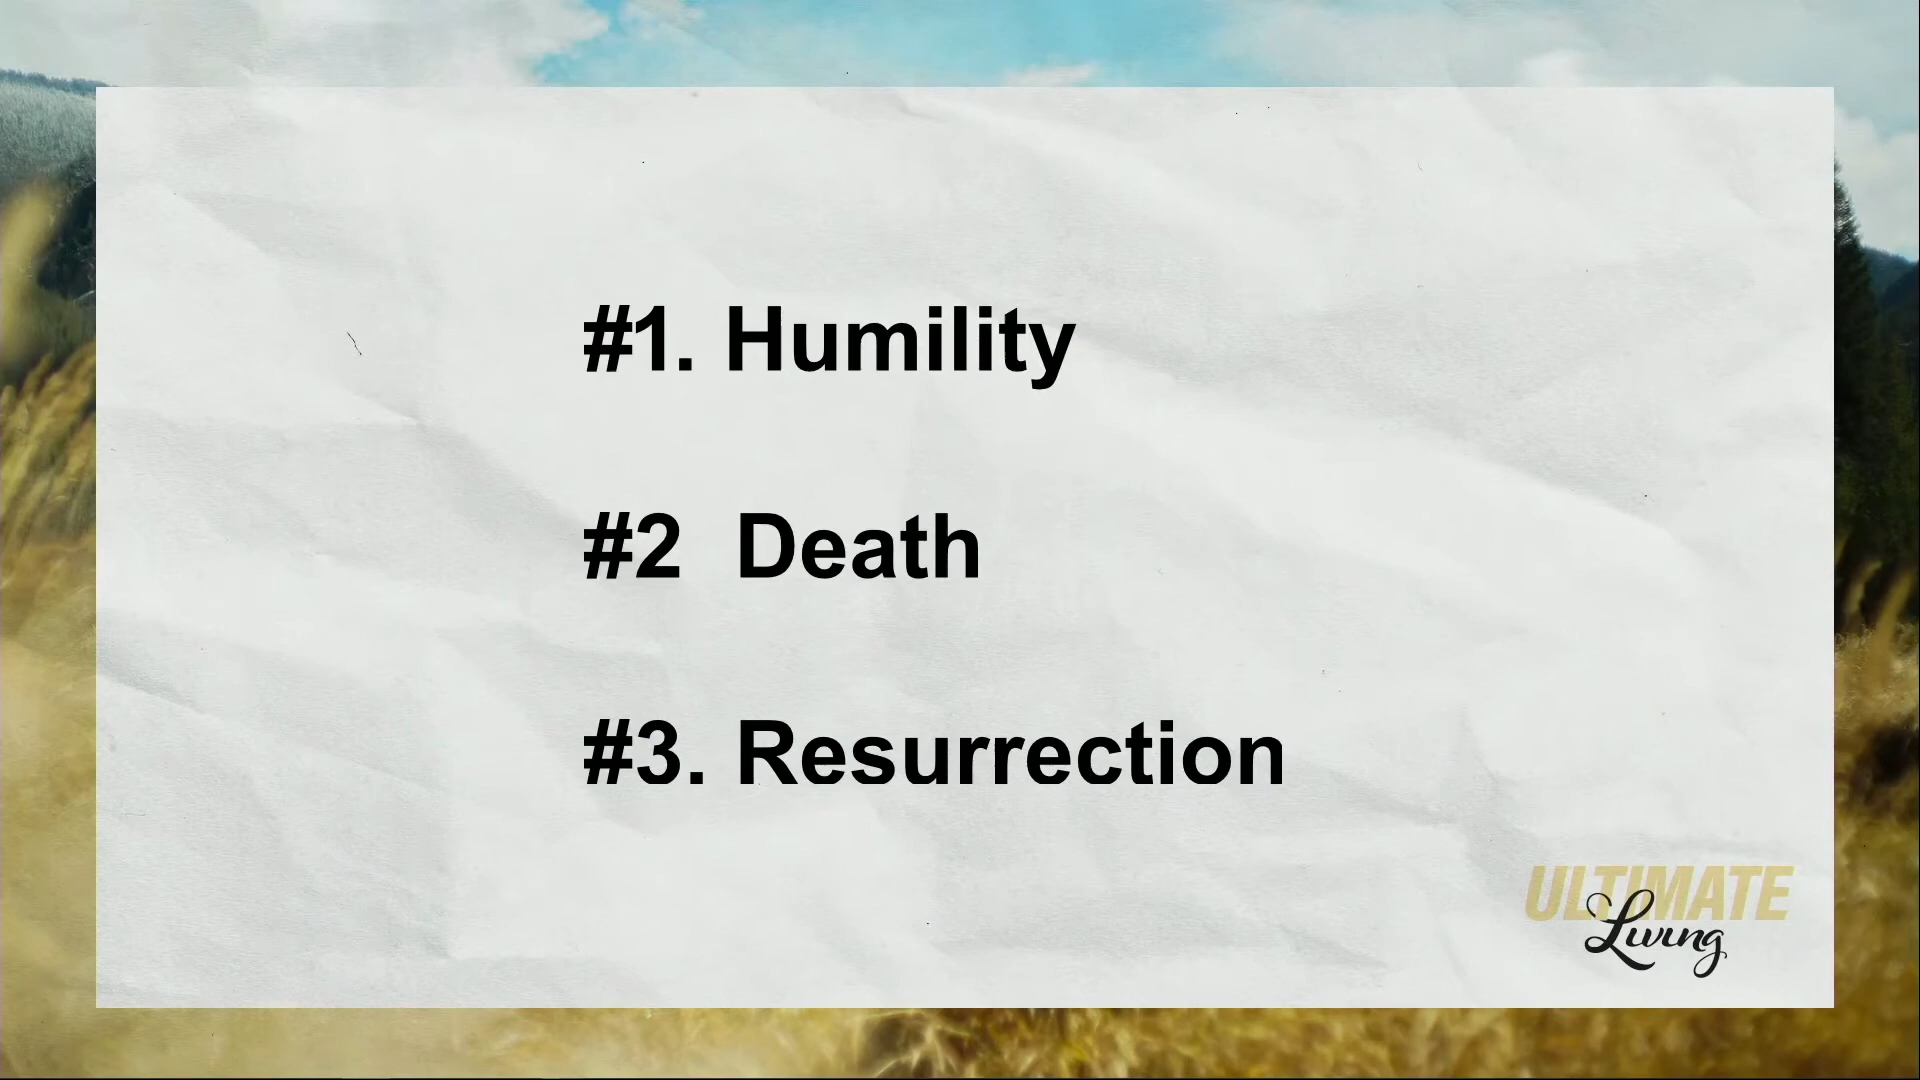 #1. Humility
#2  Death
#3. Resurrection
ULTIMATE
Living